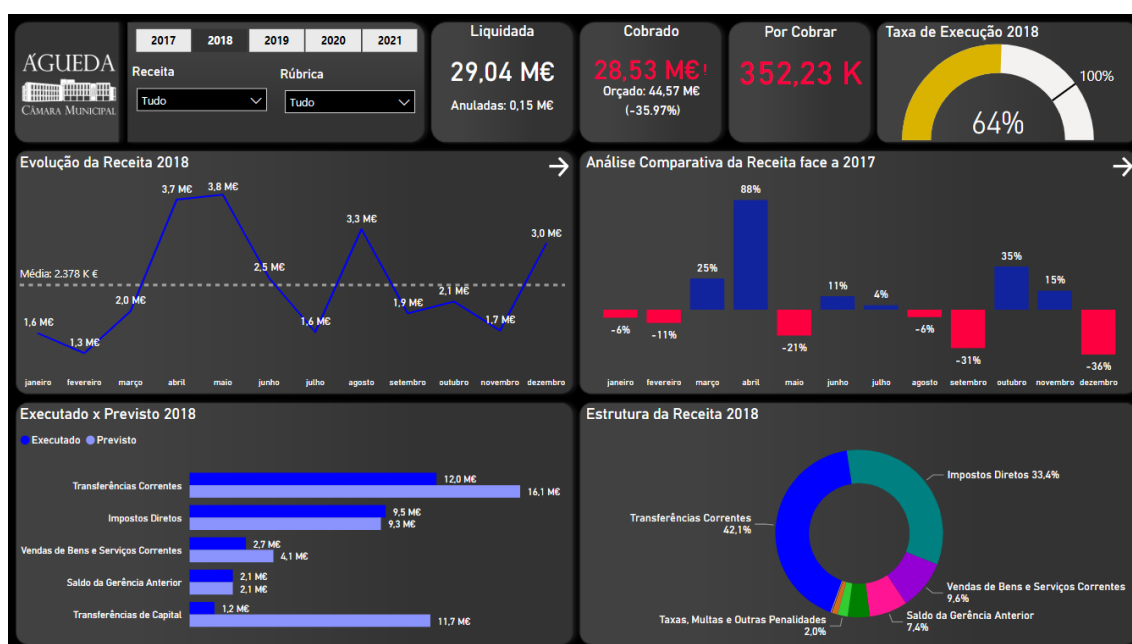 ÁGUEDA
CÂMARA MUNICIPAL
2017
2018
2019
2020
2021
Receita
Tudo
Rúbrica
Tudo
Liquidada
29,04 M€
Anuladas: 0,15 M€
Cobrado
28,53 M€!
Orçado: 44,57 M€
(-35.97%)
Por Cobrar
352,23 K
Taxa de Execução 2018
100%
64%
Evolução da Receita 2018
Média: 2.378 K €
1,6 M€
1,3 M€
2,0 M€
3,7 M€
3,8 M€
2,5 M€
1,6 M€
3,3 M€
1,9 M€
2,1 M€
1,7 M€
3,0 M€
janeiro
fevereiro
março
abril
maio
junho
julho
agosto
setembro
outubro
novembro
dezembro
Análise Comparativa da Receita face a 2017
-6%
-11%
25%
88%
-21%
11%
4%
-6%
-31%
35%
15%
-36%
janeiro
fevereiro
março
abril
maio
junho
julho
agosto
setembro
outubro
novembro
dezembro
Executado x Previsto 2018
Executado
Previsto
Transferências Correntes
12,0 M€
16,1 M€
Impostos Diretos
9,5 M€
9,3 M€
Vendas de Bens e Serviços Correntes
2,7 M€
4,1 M€
Saldo da Gerência Anterior
2,1 M€
2,1 M€
Transferências de Capital
1,2 M€
11,7 M€
Estrutura da Receita 2018
Impostos Diretos 33,4%
Transferências Correntes
42,1%
Vendas de Bens e Serviços Correntes
9,6%
Saldo da Gerência Anterior
7,4%
Taxas, Multas e Outras Penalidades
2,0%